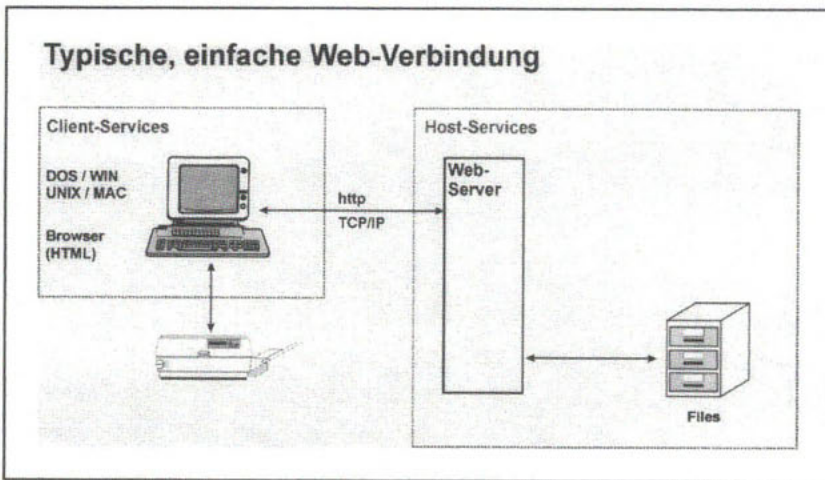 Typische, einfache Web-Verbindung
Client-Services
DOS / WIN
UNIX / MAC
Browser
(HTML)
http
TCP/IP
Host-Services
Web-
Server
Files